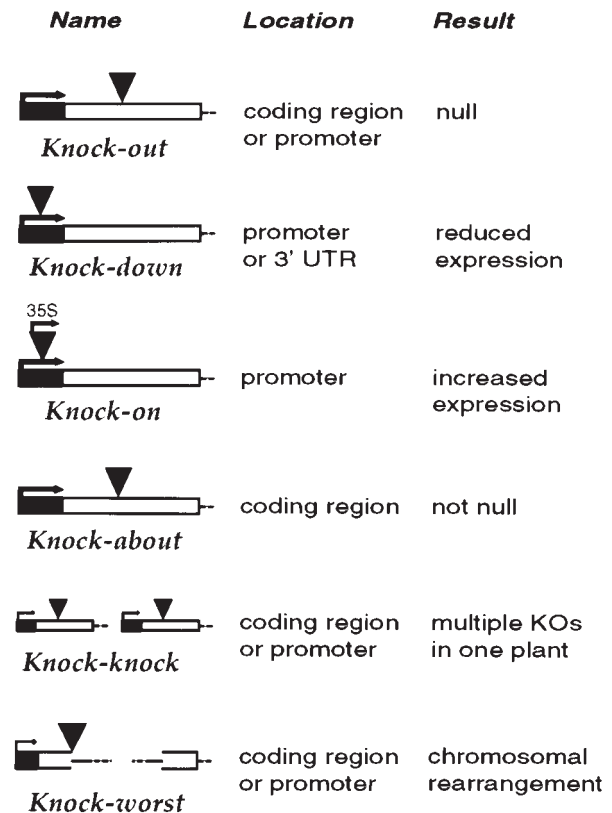 Name Location Result
coding region null
or promoter
Knock-out
promoter reduced
or 3' UTR expression
Knock-down
35S
promoter increased
expression
Knock-on
coding region not null
Knock-about
coding region multiple KOs
or promoter in one plant
Knock-knock
coding region chromosomal
or promoter rearrangement
Knock-worst